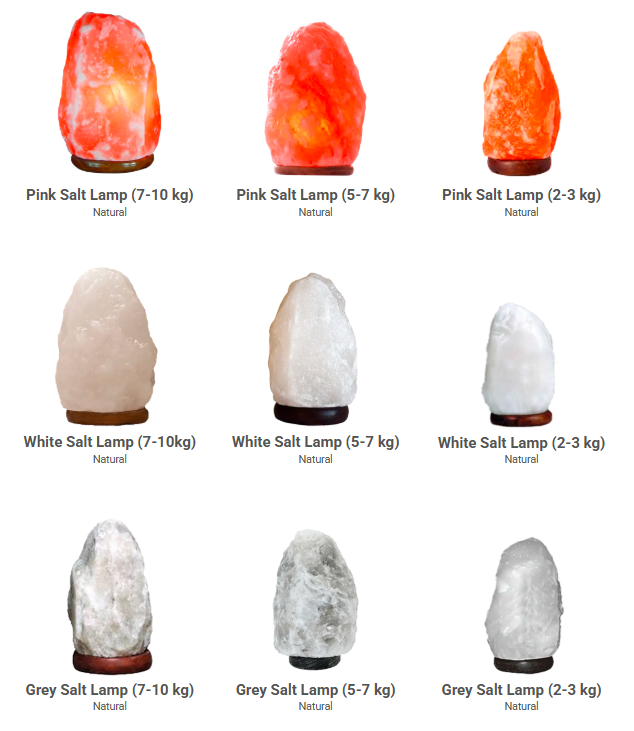 Pink Salt Lamp (7-10 kg)
Natural
Pink Salt Lamp (5-7 kg)
Natural
Pink Salt Lamp (2-3 kg)
Natural
White Salt Lamp (7-10kg)
Natural
White Salt Lamp (5-7 kg)
Natural
White Salt Lamp (2-3 kg)
Natural
Grey Salt Lamp (7-10 kg)
Natural
Grey Salt Lamp (5-7 kg)
Natural
Grey Salt Lamp (2-3 kg)
Natural